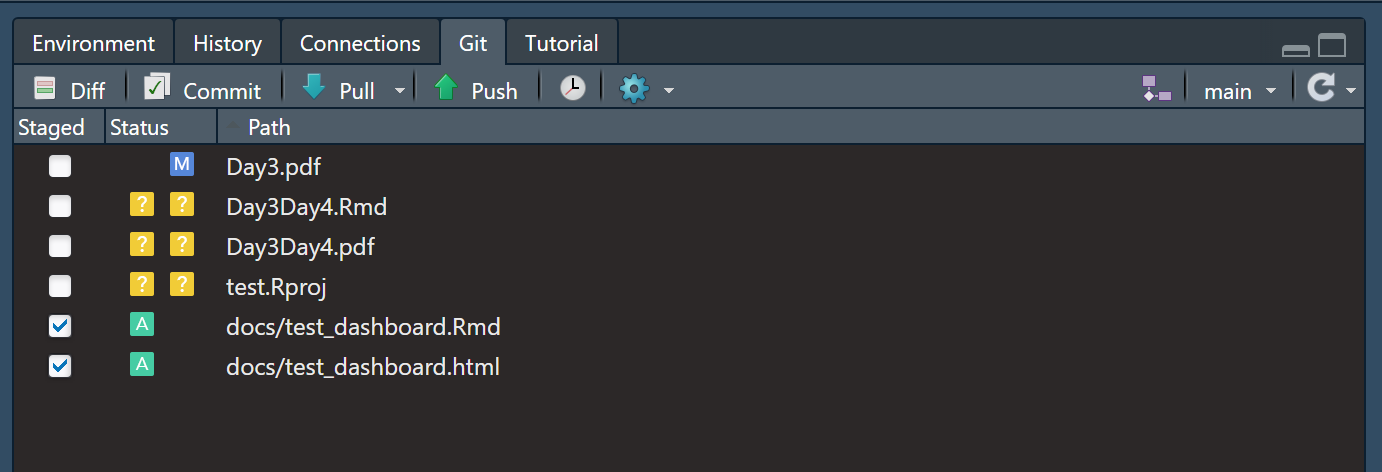 Environment History Connections Git Tutorial
Diff Commit Pull Push main
Staged Status Path
M Day3.pdf
? ? Day3Day4.Rmd
? ? Day3Day4.pdf
? ? test.Rproj
A docs/test_dashboard.Rmd
A docs/test_dashboard.html